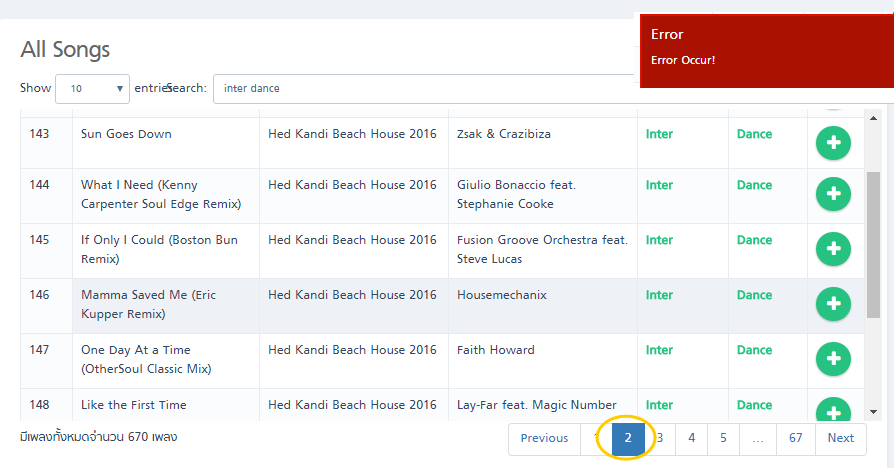 All Songs
Error
Error Occur!
Show 10 entries Search: inter dance
143 Sun Goes Down Hed Kandi Beach House 2016 Zsak & Crazibiza Inter Dance
144 What I Need (Kenny Carpenter Soul Edge Remix) Hed Kandi Beach House 2016 Giulio Bonaccio feat. Stephanie Cooke Inter Dance
145 If Only I Could (Boston Bun Remix) Hed Kandi Beach House 2016 Fusion Groove Orchestra feat. Steve Lucas Inter Dance
146 Mamma Saved Me (Eric Kupper Remix) Hed Kandi Beach House 2016 Housemechanix Inter Dance
147 One Day At a Time (OtherSoul Classic Mix) Hed Kandi Beach House 2016 Faith Howard Inter Dance
148 Like the First Time Hed Kandi Beach House 2016 Lay-Far feat. Magic Number Inter Dance
มีเพลงทั้งหมดจำนวน 670 เพลง
Previous 1 2 3 4 5 ... 67 Next